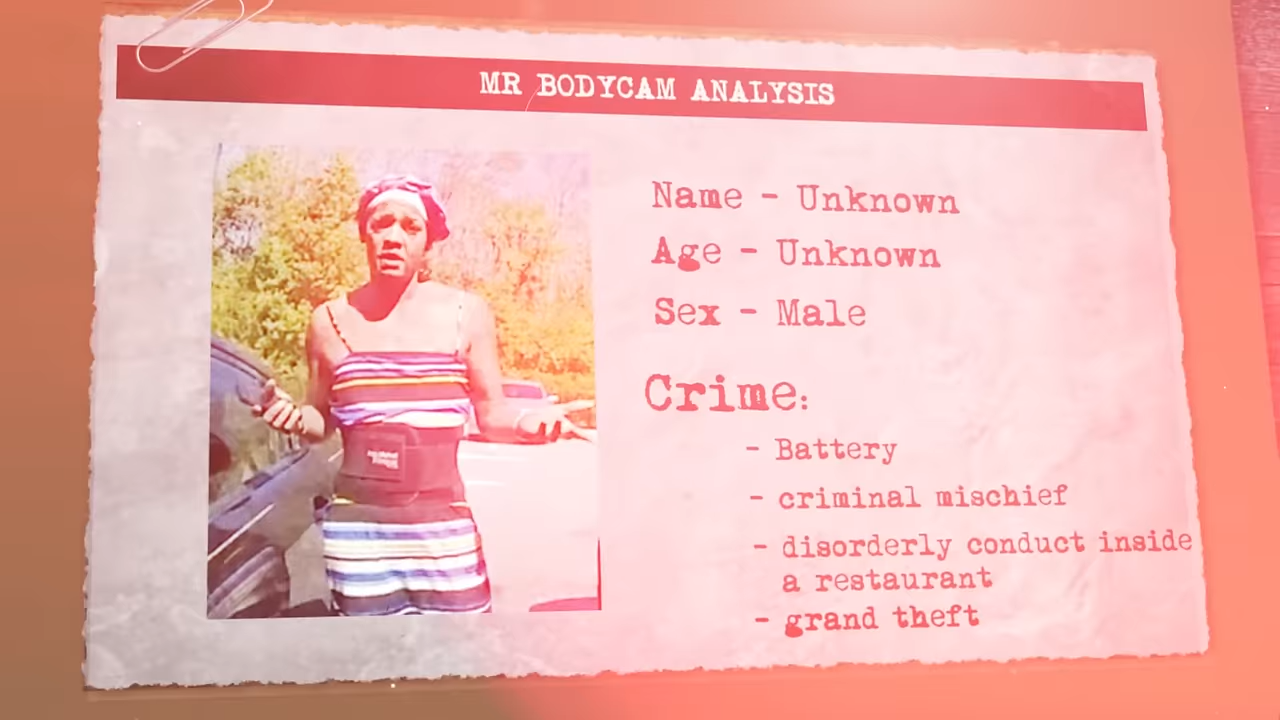 MR BODYCAM ANALYSIS
Name - Unknown
Age - Unknown
Sex - Male
Crime:
- Battery
- criminal mischief
- disorderly conduct inside
a restaurant
- grand theft